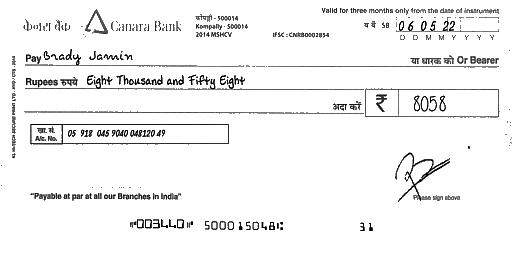 Valid for three months only from the date of instrument
केनरा बैंक Canara Bank
कोंपल्ली - 500014
Kompally - 500014
2014 MSHCV
IFSC : CNRB0002854
SB 06 05 22
D D M M Y Y Y Y
Pay Brady Jamin
या धारक को Or Bearer
Rupees रुपये Eight Thousand and Fifty Eight
अदा करें ₹ 8058
खा. सं.
A/c. No. 05 918 045 9040 048120 49
"Payable at par at all our Branches in India"
Please sign above
⑈003440⑈ 500015048⑆ 31